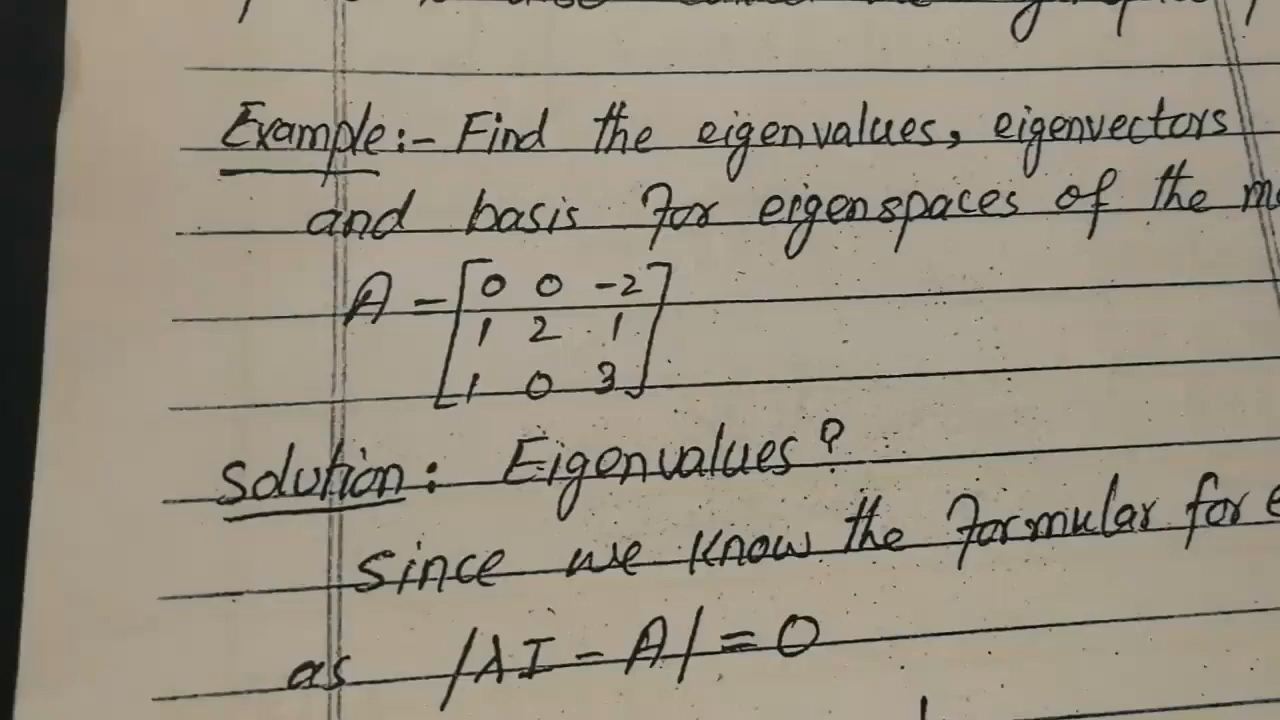 Example:- Find the eigenvalues, eigenvectors
and basis for eigenspaces of the
A = [0 0 -2
1 2 1
1 0 3]
Solution: Eigenvalues?
Since we know the formular for
as |λI - A| = 0